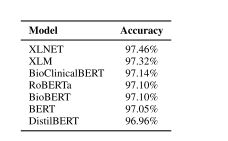 Model Accuracy
XLNET 97.46%
XLM 97.32%
BioClinicalBERT 97.14%
RoBERTa 97.10%
BioBERT 97.10%
BERT 97.05%
DistilBERT 96.96%